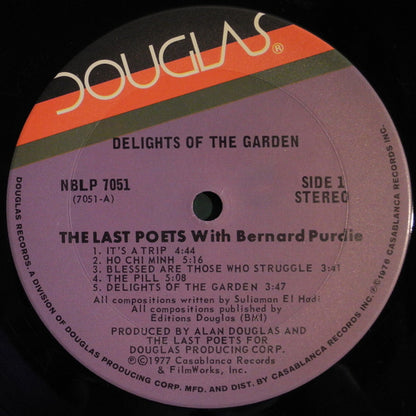 DOUGLAS®
DELIGHTS OF THE GARDEN
NBLP 7051
(7051-A)
SIDE 1
STEREO
THE LAST POETS With Bernard Purdie
1. IT'S A TRIP 4:44
2. HO CHI MINH 5:16
3. BLESSED ARE THOSE WHO STRUGGLE 3:41
4. THE PILL 5:08
5. DELIGHTS OF THE GARDEN 3:47
All compositions written by Suliaman El Hadi
All compositions published by
Editions Douglas (BMI)
PRODUCED BY ALAN DOUGLAS AND
THE LAST POETS FOR
DOUGLAS PRODUCING CORP.
℗©1977 Casablanca Records
& FilmWorks, Inc.
DOUGLAS RECORDS, A DIVISION OF DOUGLAS PRODUCING CORP. MFD. AND DIST. BY CASABLANCA RECORDS INC. ©1976 CASABLANCA RECORDS INC.